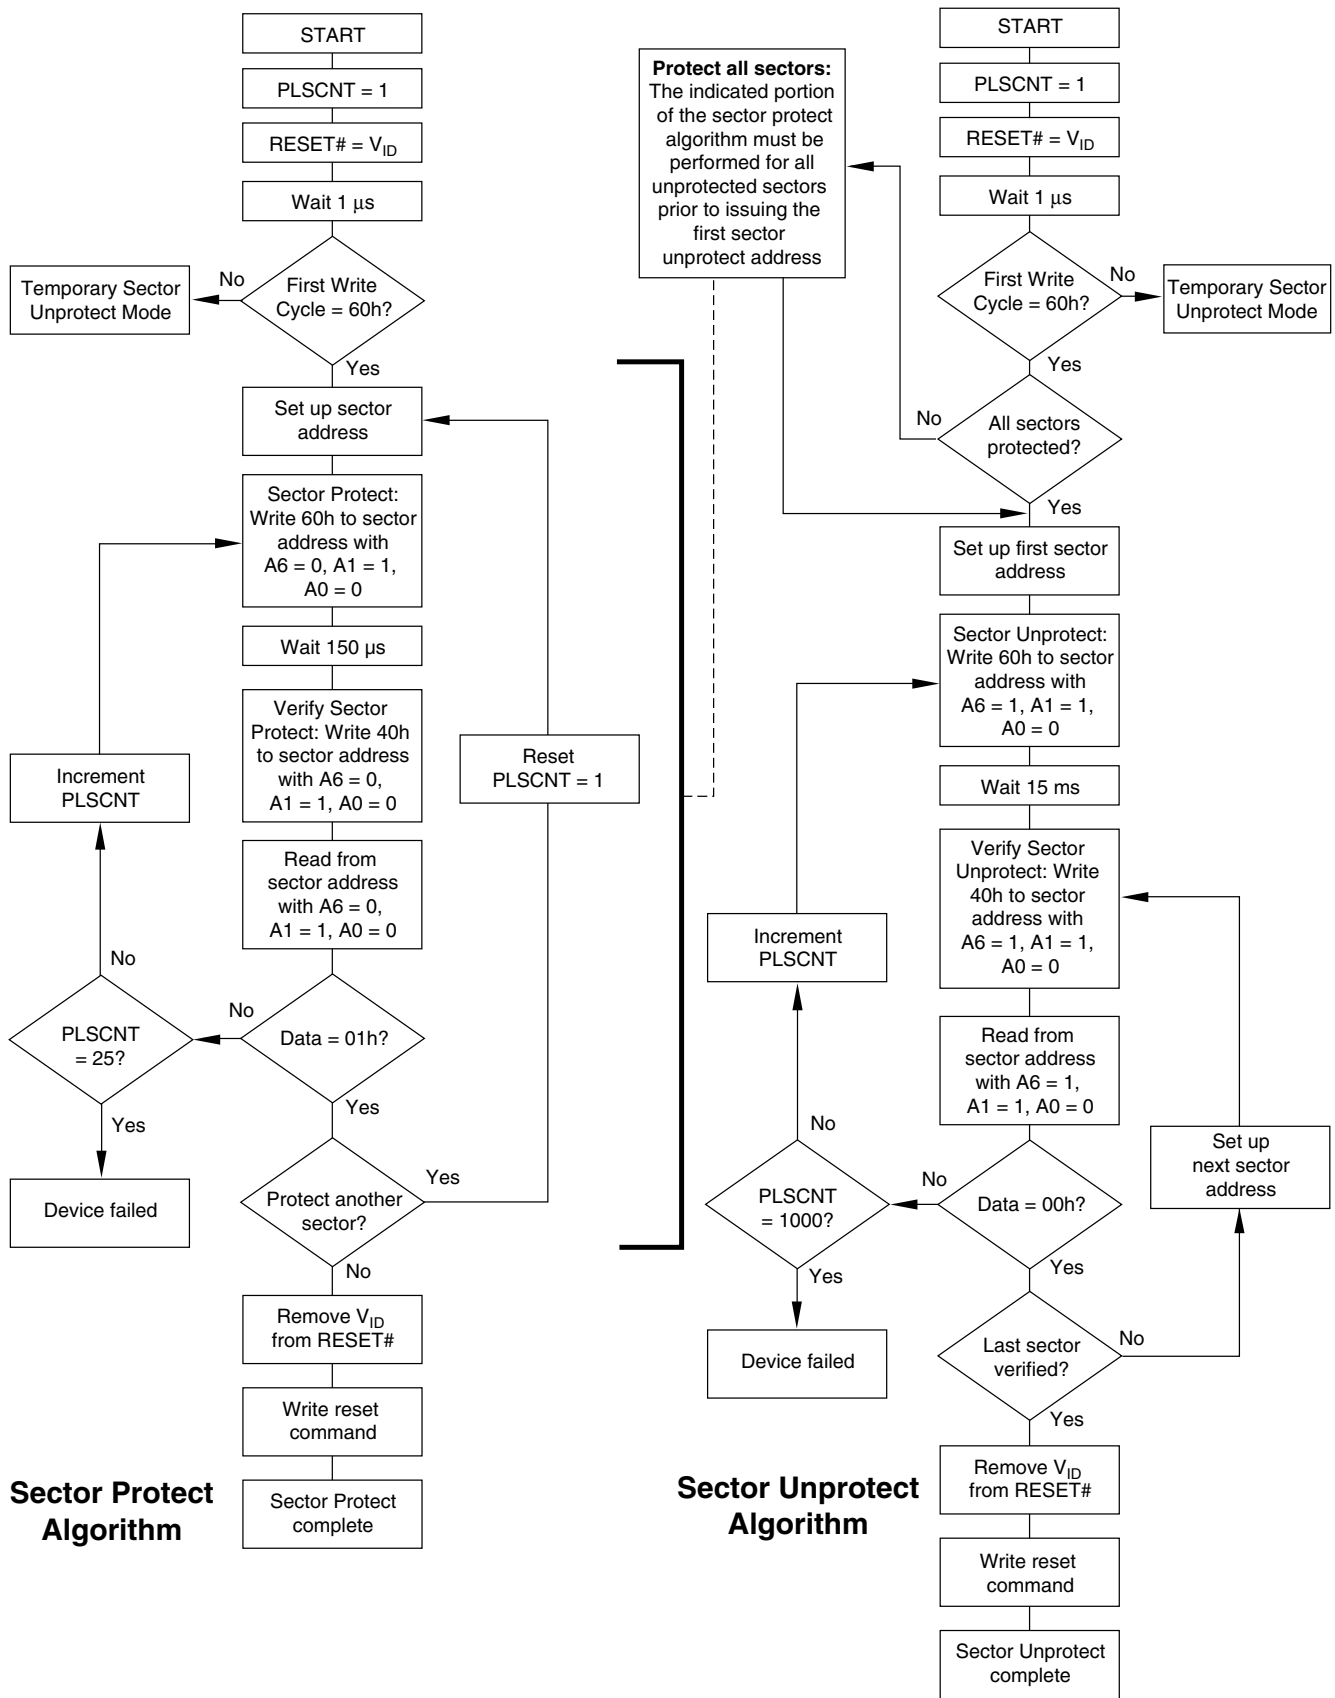 START
PLSCNT = 1
RESET# = VID
Wait 1 μs
First Write
Cycle = 60h?
No
Temporary Sector
Unprotect Mode
Yes
Set up sector
address
Sector Protect:
Write 60h to sector
address with
A6 = 0, A1 = 1,
A0 = 0
Wait 150 μs
Verify Sector
Protect: Write 40h
to sector address
with A6 = 0,
A1 = 1, A0 = 0
Reset
PLSCNT = 1
Increment
PLSCNT
Read from
sector address
with A6 = 0,
A1 = 1, A0 = 0
No
No
PLSCNT
= 25?
Data = 01h?
Yes
Yes
Device failed
Protect another
sector?
Yes
No
Remove VID
from RESET#
Write reset
command
Sector Protect
complete
Sector Protect
Algorithm
Protect all sectors:
The indicated portion
of the sector protect
algorithm must be
performed for all
unprotected sectors
prior to issuing the
first sector
unprotect address
START
PLSCNT = 1
RESET# = VID
Wait 1 μs
First Write
Cycle = 60h?
No
Temporary Sector
Unprotect Mode
Yes
No
All sectors
protected?
Yes
Set up first sector
address
Sector Unprotect:
Write 60h to sector
address with
A6 = 1, A1 = 1,
A0 = 0
Wait 15 ms
Verify Sector
Unprotect: Write
40h to sector
address with
A6 = 1, A1 = 1,
A0 = 0
Increment
PLSCNT
Read from
sector address
with A6 = 1,
A1 = 1, A0 = 0
No
No
PLSCNT
= 1000?
Data = 00h?
Set up
next sector
address
Yes
Yes
Device failed
Last sector
verified?
No
Yes
Remove VID
from RESET#
Write reset
command
Sector Unprotect
complete
Sector Unprotect
Algorithm